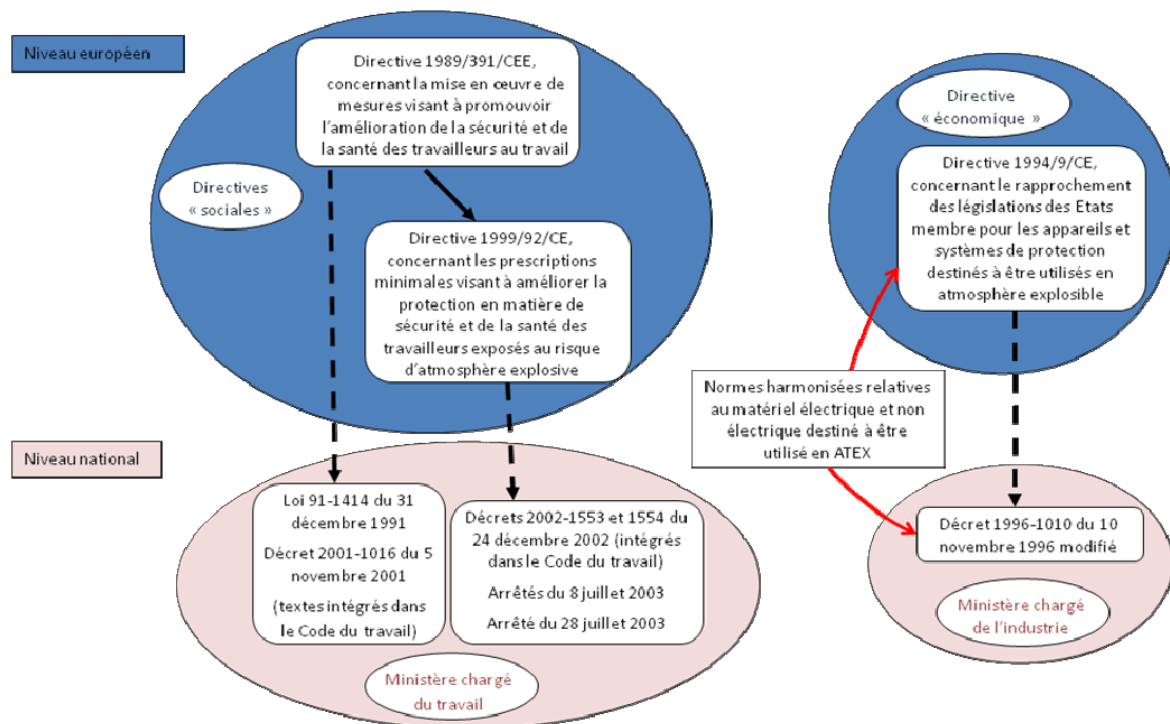 Niveau européen
Directive 1989/391/CEE,
concernant la mise en œuvre de
mesures visant à promouvoir
l'amélioration de la sécurité et de
la santé des travailleurs au travail
Directives
« sociales »
Directive 1999/92/CE,
concernant les prescriptions
minimales visant à améliorer la
protection en matière de
sécurité et de la santé des
travailleurs exposés au risque
d'atmosphère explosive
Directive
« économique »
Directive 1994/9/CE,
concernant le rapprochement
des législations des Etats
membre pour les appareils et
systèmes de protection
destinés à être utilisés en
atmosphère explosible
Normes harmonisées relatives
au matériel électrique et non
électrique destiné à être
utilisé en ATEX
Niveau national
Loi 91-1414 du 31
décembre 1991
Décret 2001-1016 du 5
novembre 2001
(textes intégrés dans
le Code du travail)
Décrets 2002-1553 et 1554 du
24 décembre 2002 (intégrés
dans le Code du travail)
Arrêtés du 8 juillet 2003
Arrêté du 28 juillet 2003
Ministère chargé
du travail
Décret 1996-1010 du 10
novembre 1996 modifié
Ministère chargé
de l'industrie